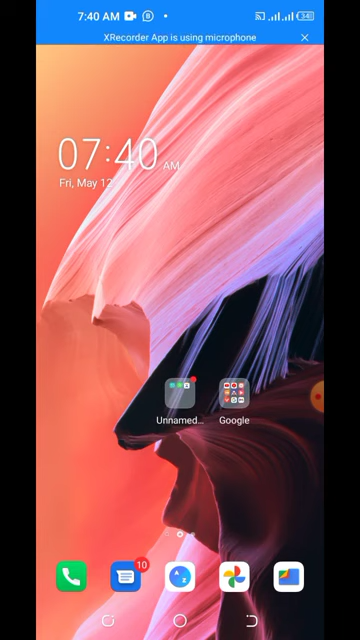 7:40 AM
XRecorder App is using microphone
07:40 AM
Fri, May 12
Unnamed...
Google
10